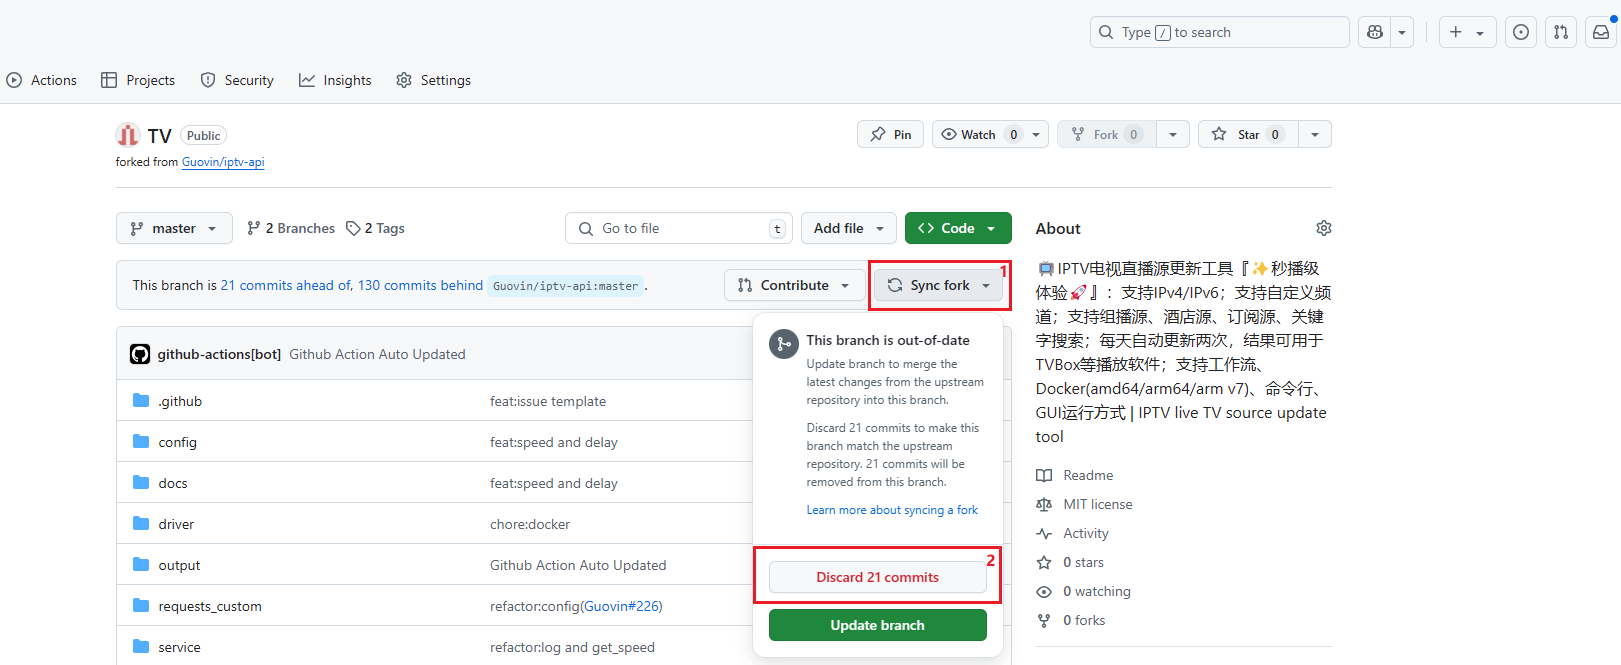 Type / to search
Actions
Projects
Security
Insights
Settings
TV Public
forked from Guovin/iptv-api
Pin
Watch 0
Fork 0
Star 0
master
2 Branches
2 Tags
Go to file t
Add file
Code
This branch is 21 commits ahead of, 130 commits behind Guovin/iptv-api:master .
Contribute
Sync fork
1
This branch is out-of-date
Update branch to merge the
latest changes from the upstream
repository into this branch.
Discard 21 commits to make this
branch match the upstream
repository. 21 commits will be
removed from this branch.
Learn more about syncing a fork
2
Discard 21 commits
Update branch
github-actions[bot] Github Action Auto Updated
.github feat:issue template
config feat:speed and delay
docs feat:speed and delay
driver chore:docker
output Github Action Auto Updated
requests_custom refactor:config(Guovin#226)
service refactor:log and get_speed
About
📺IPTV电视直播源更新工具『✨秒播级
体验🚀』：支持IPv4/IPv6；支持自定义频
道；支持组播源、酒店源、订阅源、关键
字搜索；每天自动更新两次，结果可用于
TVBox等播放软件；支持工作流、
Docker(amd64/arm64/arm v7)、命令行、
GUI运行方式 | IPTV live TV source update
tool
Readme
MIT license
Activity
0 stars
0 watching
0 forks